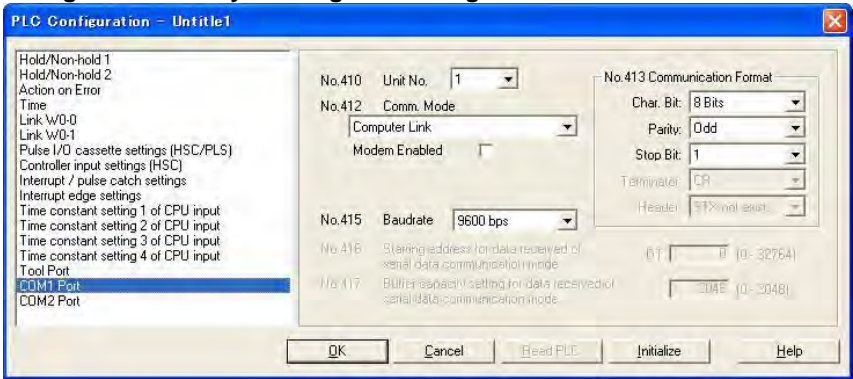 PLC Configuration - Untitle1
Hold/Non-hold 1
Hold/Non-hold 2
Action on Error
Time
Link W0-0
Link W0-1
Pulse I/O cassette settings (HSC/PLS)
Controller input settings (HSC)
Interrupt / pulse catch settings
Interrupt edge settings
Time constant setting 1 of CPU input
Time constant setting 2 of CPU input
Time constant setting 3 of CPU input
Time constant setting 4 of CPU input
Tool Port
COM1 Port
COM2 Port
No.410 Unit No. 1
No.412 Comm. Mode
Computer Link
Modem Enabled
No.413 Communication Format
Char. Bit: 8 Bits
Parity: Odd
Stop Bit: 1
Terminator: CR
Header: STX not exist
No.415 Baudrate 9600 bps
No.416 Starting address for data received of
serial data communication mode
DT 0 (0-32764)
No.417 Buffer capacity setting for data received of
serial data communication mode
2048 (0-2048)
OK Cancel Read PLC Initialize Help